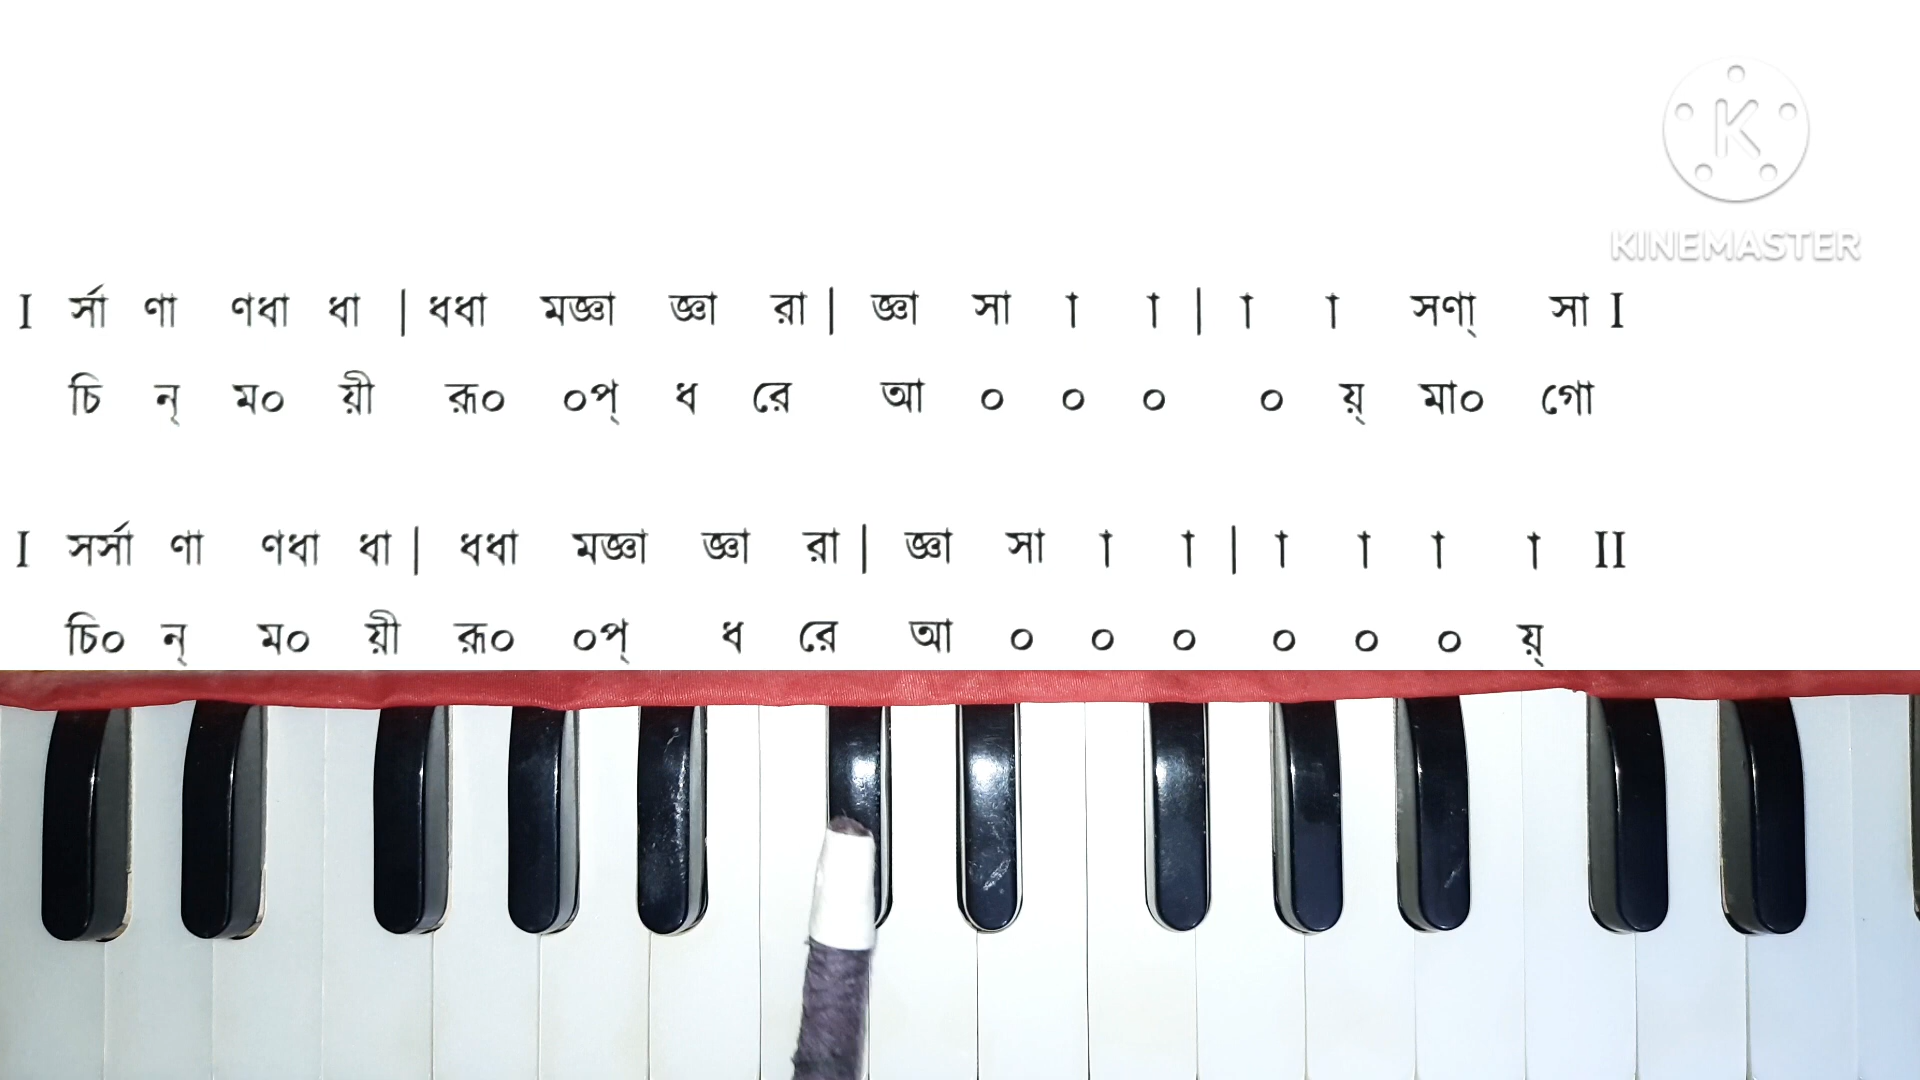 K
KINEMASTER
I র্সা ণা ণধা ধা | ধধা মজ্ঞা জ্ঞা রা | জ্ঞা সা † † | † † সণা্ সা I
চি ন্ ম০ য়ী রূ০ ০প্ ধ রে আ ০ ০ ০ ০ য়্ মা০ গো
I সর্সা ণা ণধা ধা | ধধা মজ্ঞা জ্ঞা রা | জ্ঞা সা † † | † † † † II
চি০ ন্ ম০ য়ী রূ০ ০প্ ধ রে আ ০ ০ ০ ০ ০ ০ য়্